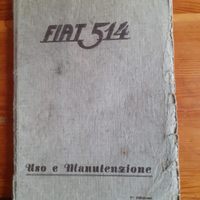 FIAT 514
Uso e Manutenzione